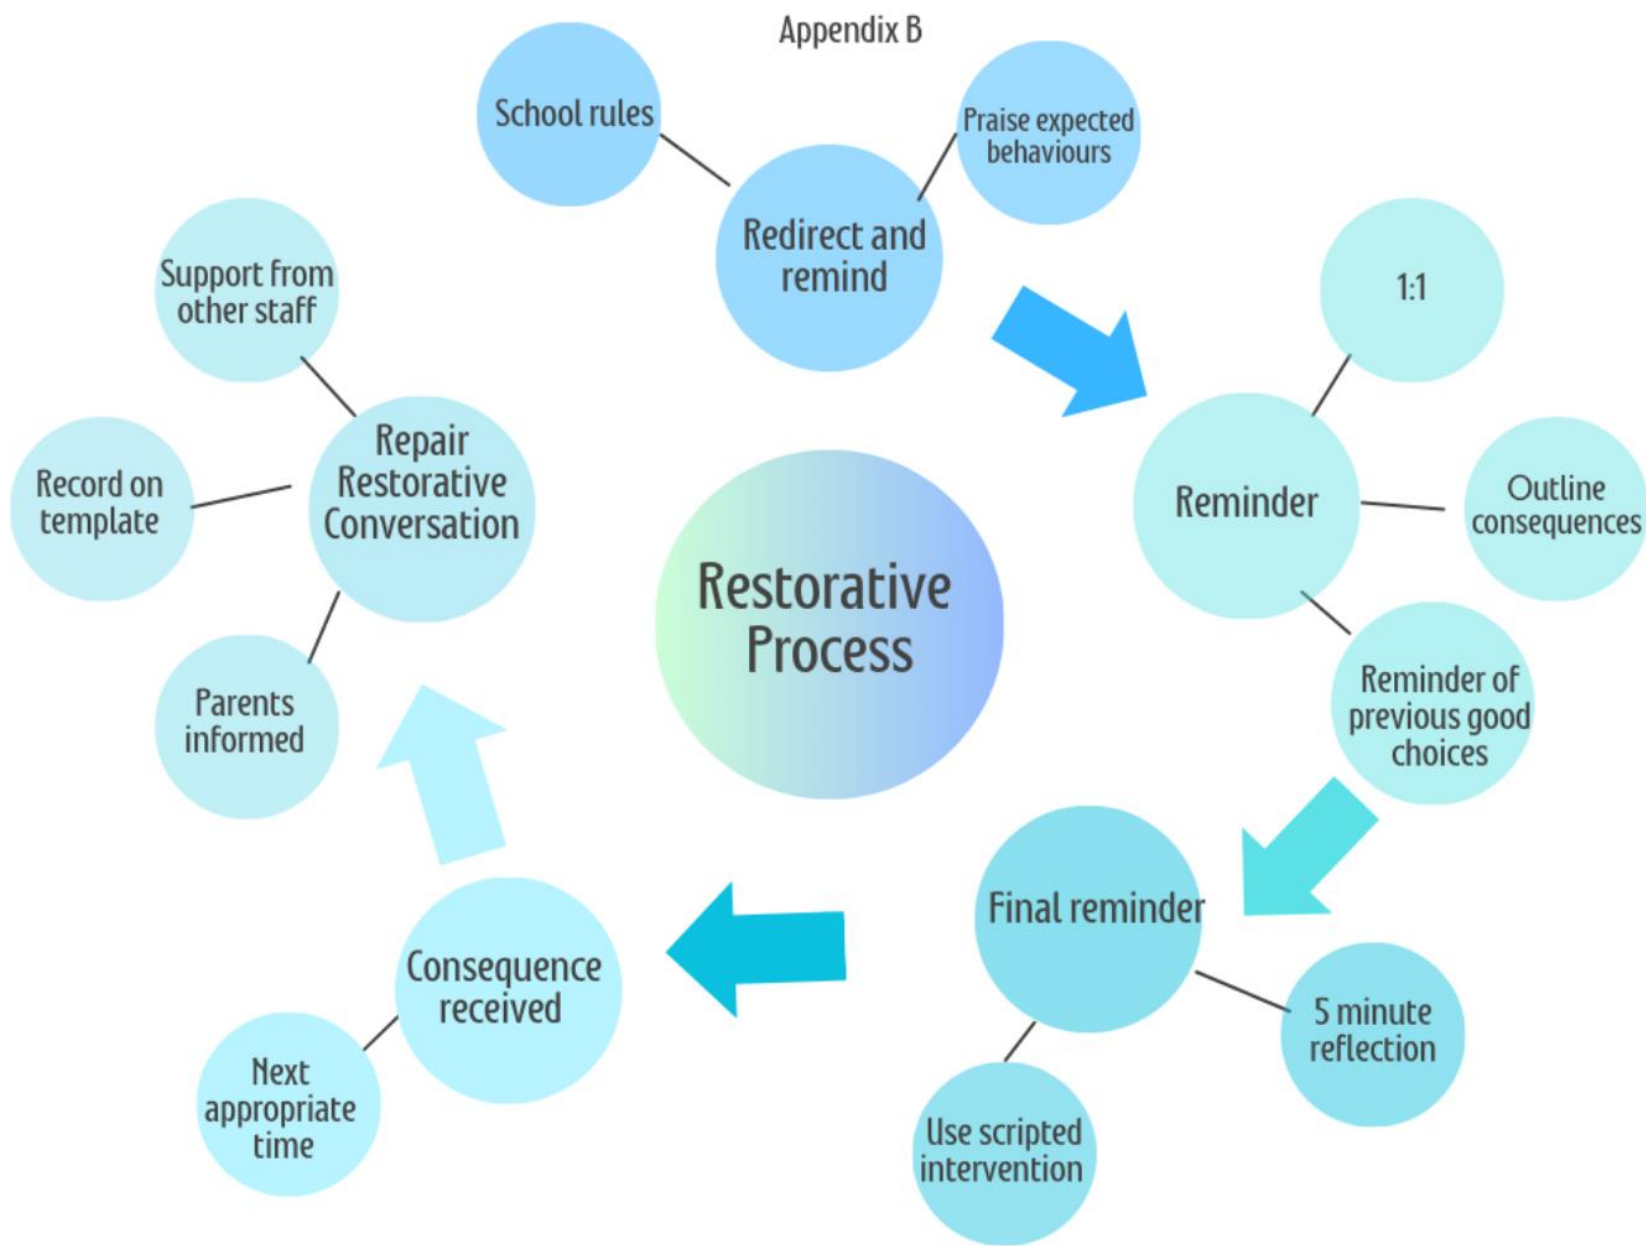 Appendix B
School rules
Praise expected
behaviours
Redirect and
remind
1:1
Reminder
Outline
consequences
Reminder of
previous good
choices
Final reminder
5 minute
reflection
Use scripted
intervention
Consequence
received
Next
appropriate
time
Repair
Restorative
Conversation
Support from
other staff
Record on
template
Parents
informed
Restorative
Process